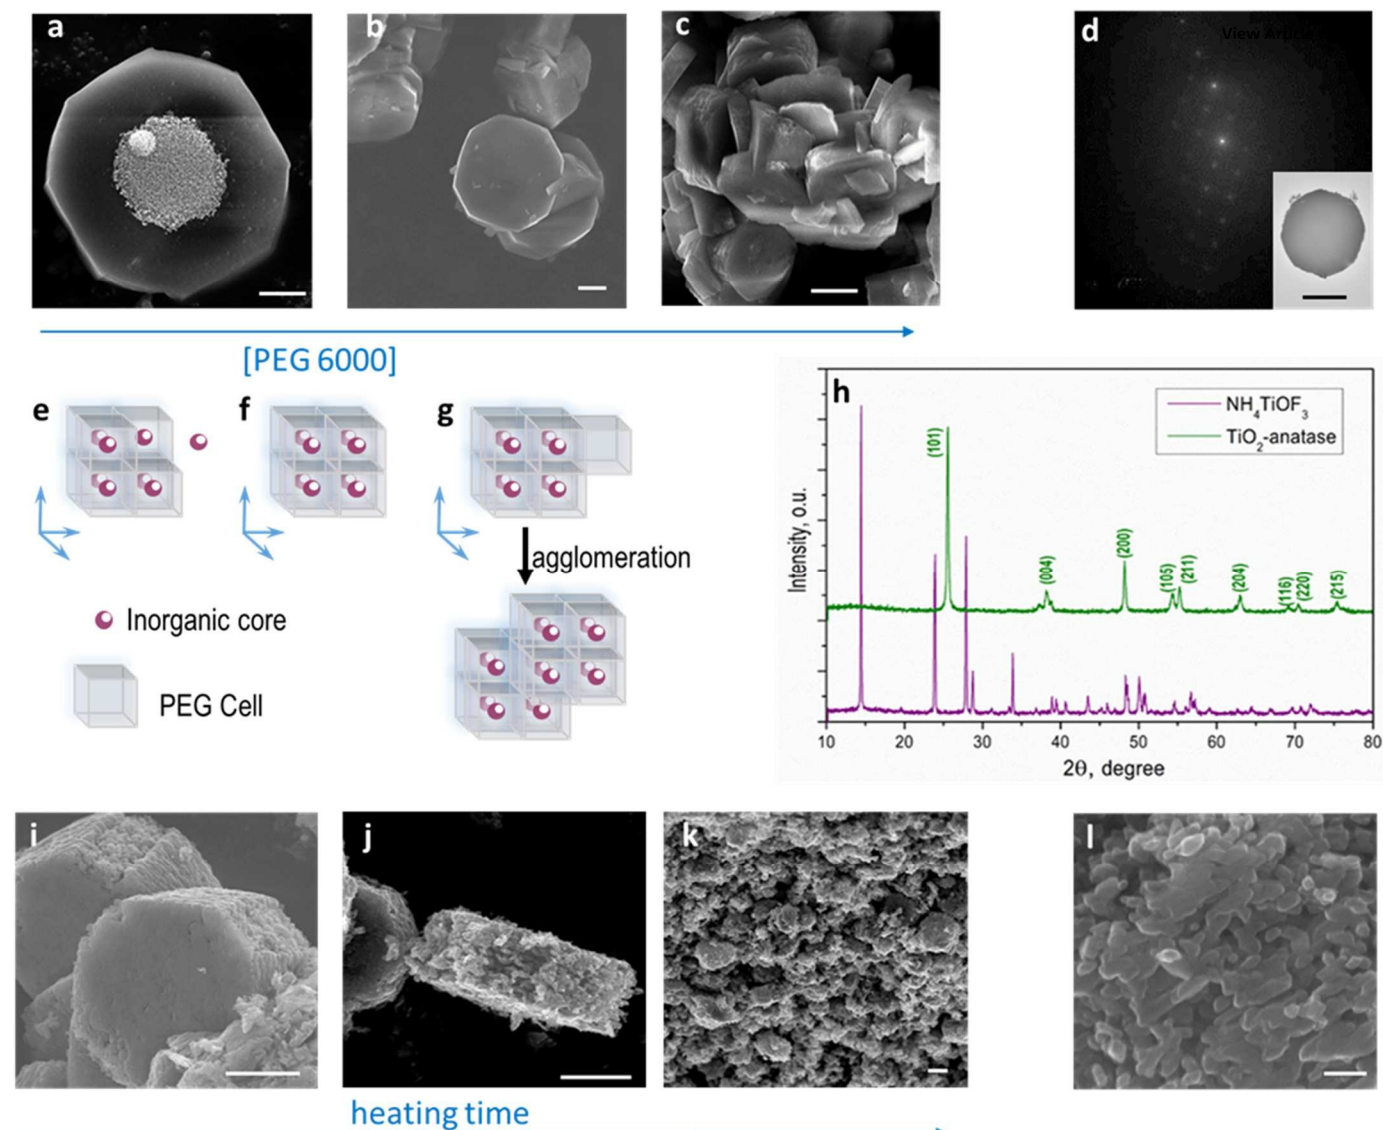 a
b
c
d
View Article
[PEG 6000]
e
f
g
agglomeration
Inorganic core
PEG Cell
h
NH₄TiOF₃
TiO₂-anatase
(101)
(004)
(200)
(105)
(211)
(204)
(116)
(220)
(215)
Intensity, o.u.
10 20 30 40 50 60 70 80
2θ, degree
i
j
k
l
heating time